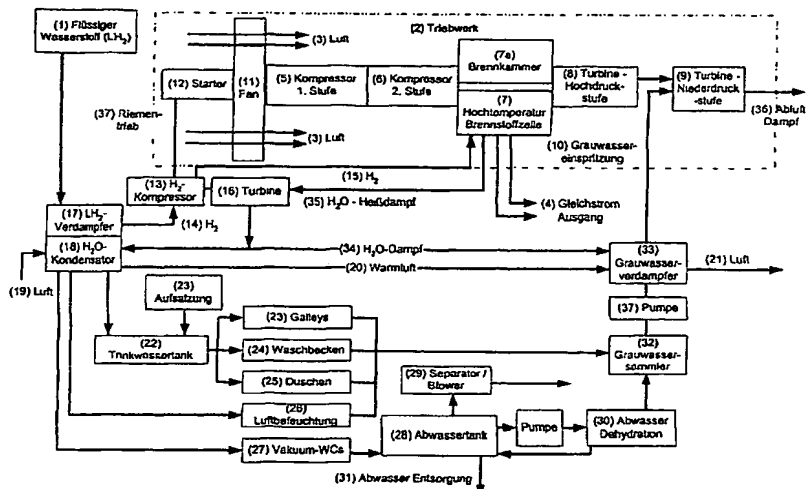 (1) Flüssiger
Wasserstoff (LH2)
(2) Triebwerk
(3) Luft
(7a)
Brennkammer
(12) Startor
(11)
Fan
(5) Kompressor
1. Stufe
(6) Kompressor
2. Stufe
(8) Turbine -
Hochdruck-
stufe
(9) Turbine -
Niederdruck
-stufe
(37) Riemen-
trieb
(7)
Hochtemperatur
Brennstoffzelle
(36) Abluft
Dampf
(3) Luft
(10) Grauwasser-
einspritzung
(15) H2
(13) H2-
Kompressor
(16) Turbine
(35) H2O - Heißdampf
(4) Gleichstrom
Ausgang
(17) LH2-
Verdampfer
(14) H2
(18) H2O-
Kondensator
(34) H2O-Dampf
(33)
Grauwasser-
verdampfer
(21) Luft
(20) Warmluft
(19) Luft
(23)
Aufsalzung
(37) Pumpe
(23) Galleys
(22)
Trinkwassertank
(24) Waschbecken
(32)
Grauwasser-
sammler
(25) Duschen
(29) Separator /
Blower
(26)
Luftbefeuchtung
(28) Abwassertank
Pumpe
(30) Abwasser
Dehydration
(27) Vakuum-WCs
(31) Abwasser Entsorgung